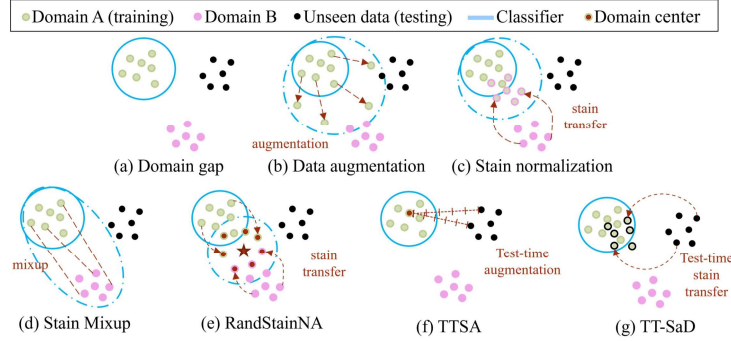 Domain A (training) Domain B Unseen data (testing) Classifier Domain center
augmentation
stain
transfer
(a) Domain gap (b) Data augmentation (c) Stain normalization
mixup
stain
transfer
Test-time
augmentation
Test-time
stain
transfer
(d) Stain Mixup (e) RandStainNA (f) TTSA (g) TT-SaD